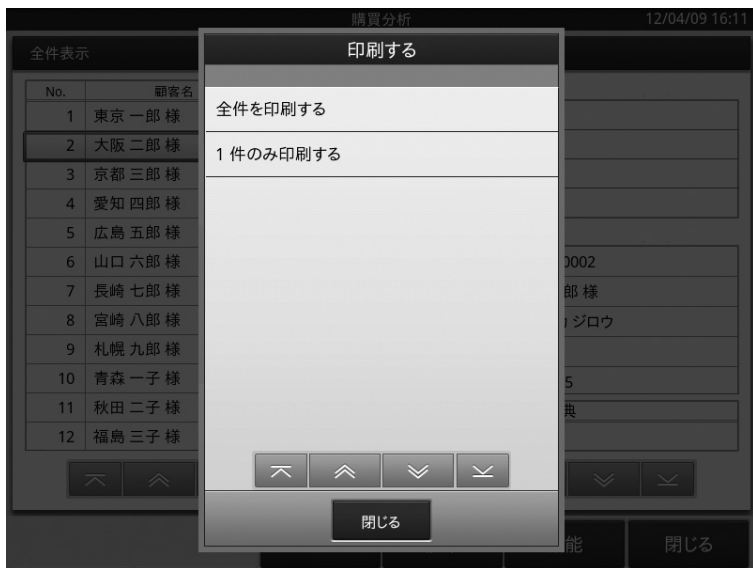 購買分析 12/04/09 16:11
全件表示
印刷する
全件を印刷する
1 件のみ印刷する
閉じる
No. 顧客名
1 東京 一郎 様
2 大阪 二郎 様
3 京都 三郎 様
4 愛知 四郎 様
5 広島 五郎 様
6 山口 六郎 様
7 長崎 七郎 様
8 宮崎 八郎 様
9 札幌 九郎 様
10 青森 一子 様
11 秋田 二子 様
12 福島 三子 様
0002
郎 様
ジロウ
5
典
能
閉じる